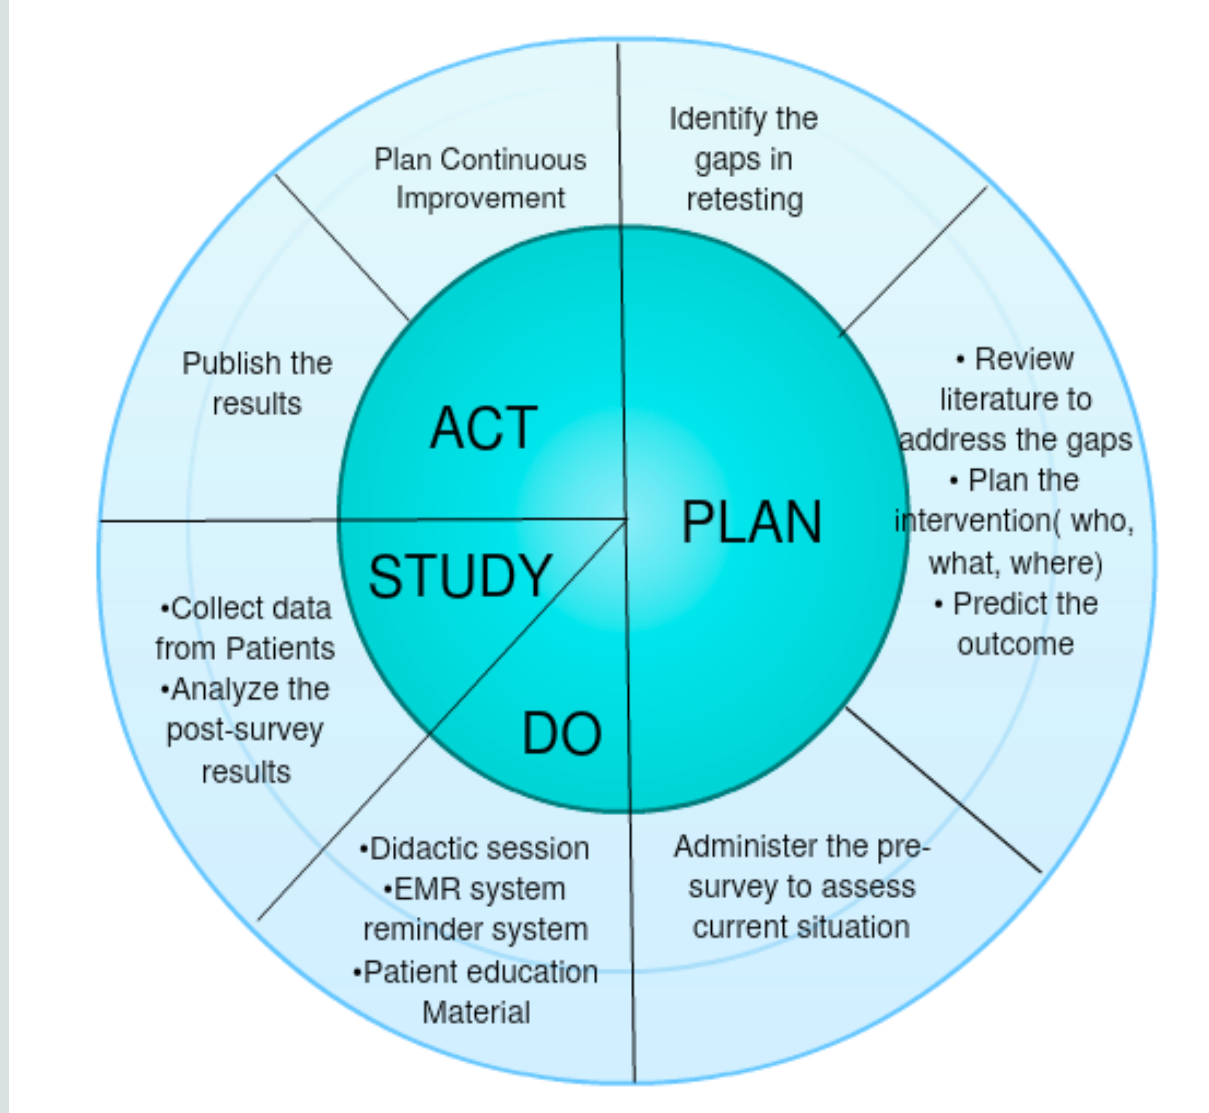 Identify the
gaps in
retesting
• Review
literature to
address the gaps
• Plan the
intervention( who,
what, where)
• Predict the
outcome
Administer the pre-
survey to assess
current situation
•Didactic session
•EMR system
reminder system
•Patient education
Material
•Collect data
from Patients
•Analyze the
post-survey
results
Publish the
results
Plan Continuous
Improvement
PLAN
DO
STUDY
ACT